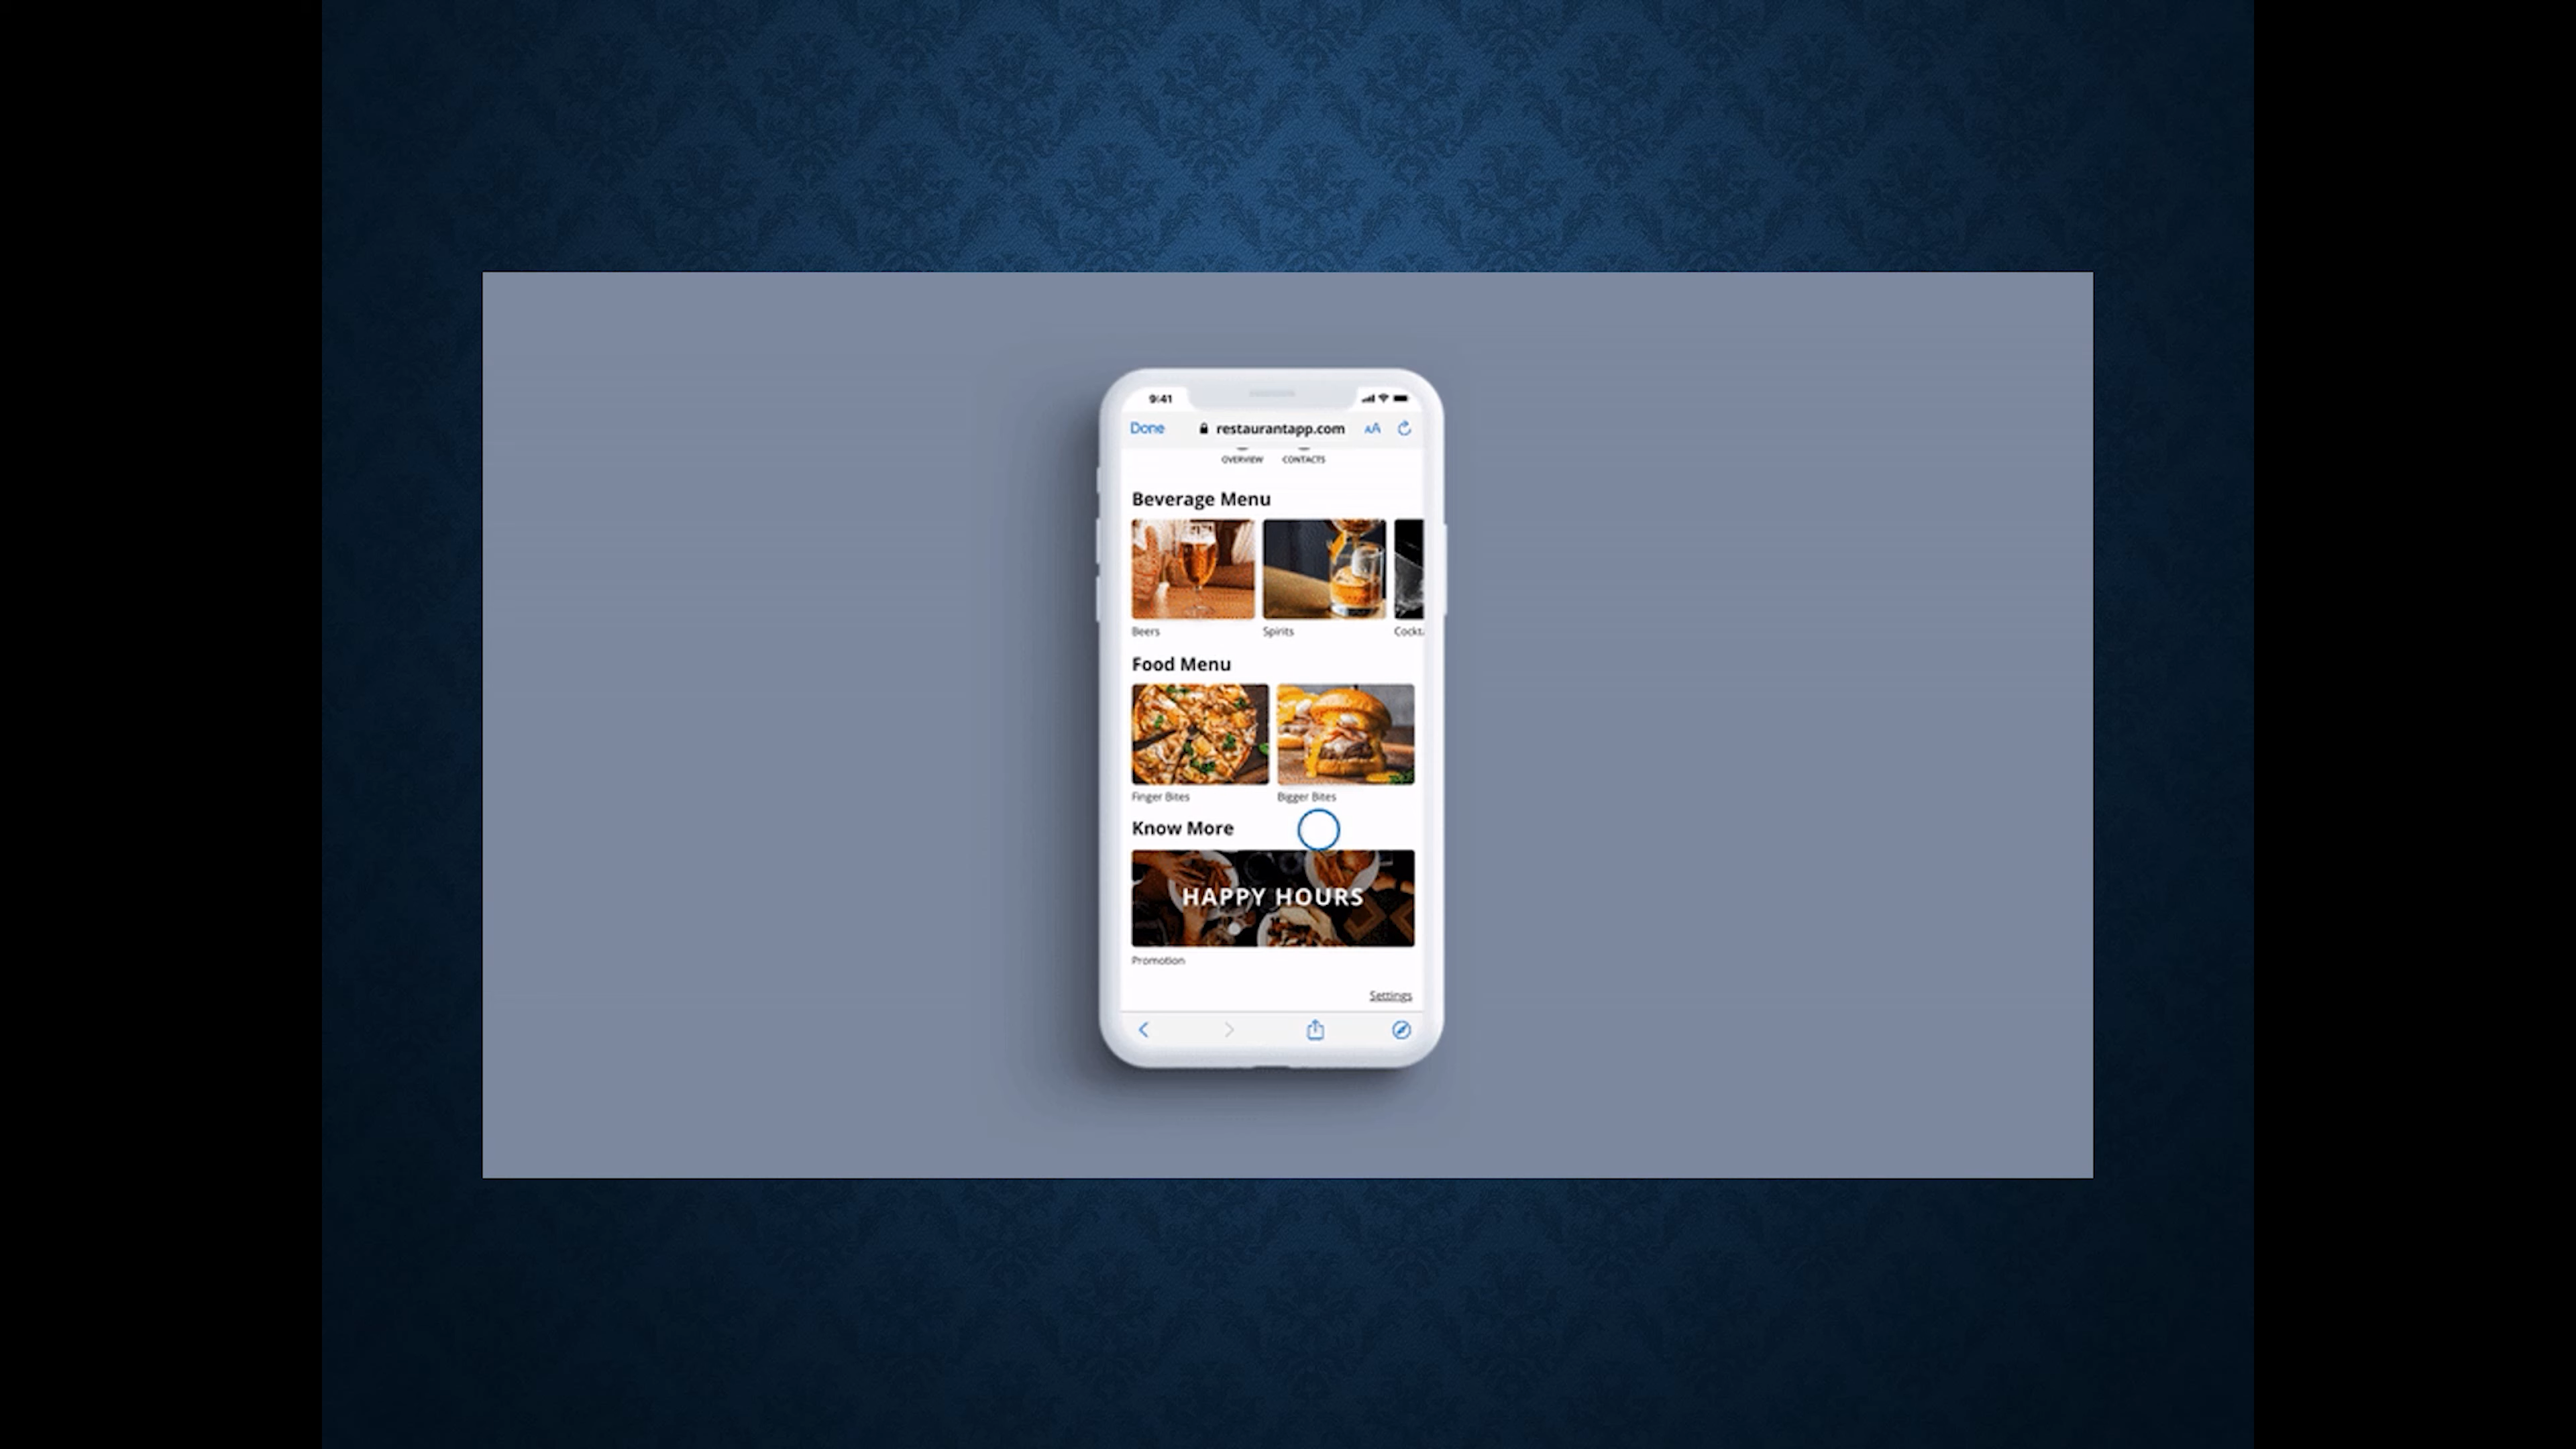 9:41
Done restaurantapp.com AA
OVERVIEW CONTACTS
Beverage Menu
Beers Spirits Cockt
Food Menu
Finger Bites Bigger Bites
Know More
HAPPY HOURS
Promotion
Settings